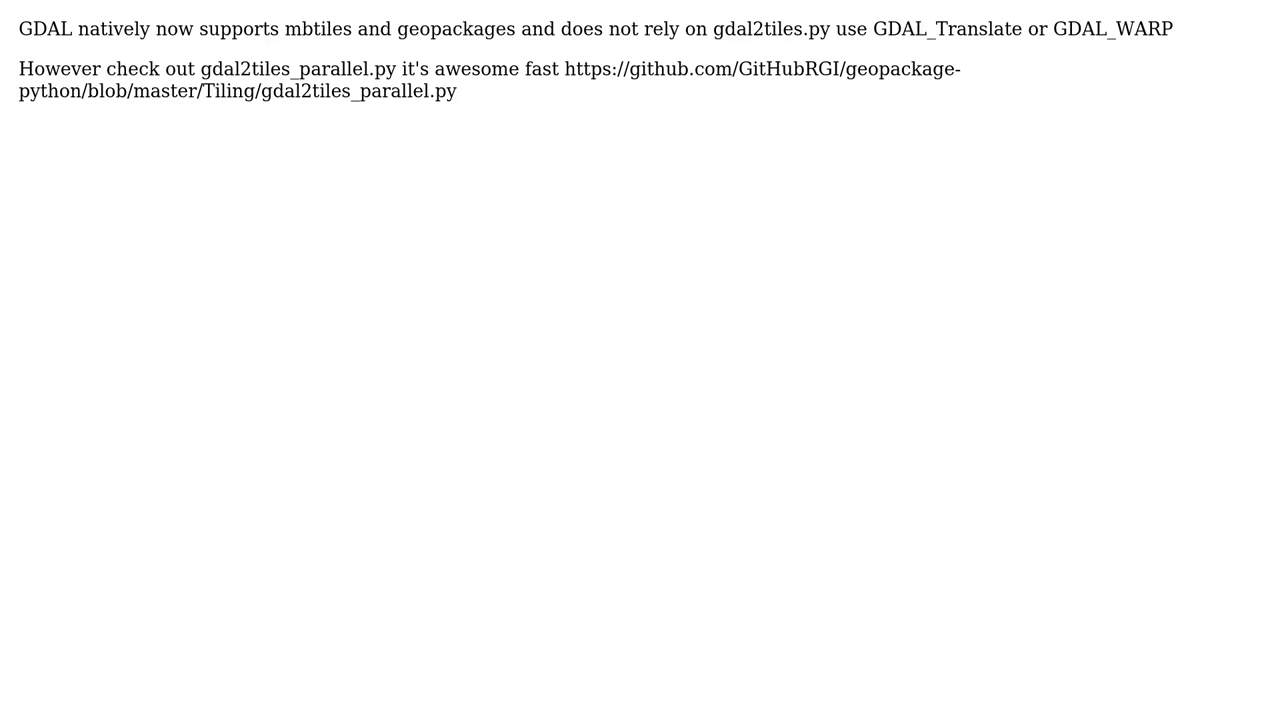 GDAL natively now supports mbtiles and geopackages and does not rely on gdal2tiles.py use GDAL_Translate or GDAL_WARP
However check out gdal2tiles_parallel.py it's awesome fast https://github.com/GitHubRGI/geopackage-
python/blob/master/Tiling/gdal2tiles_parallel.py